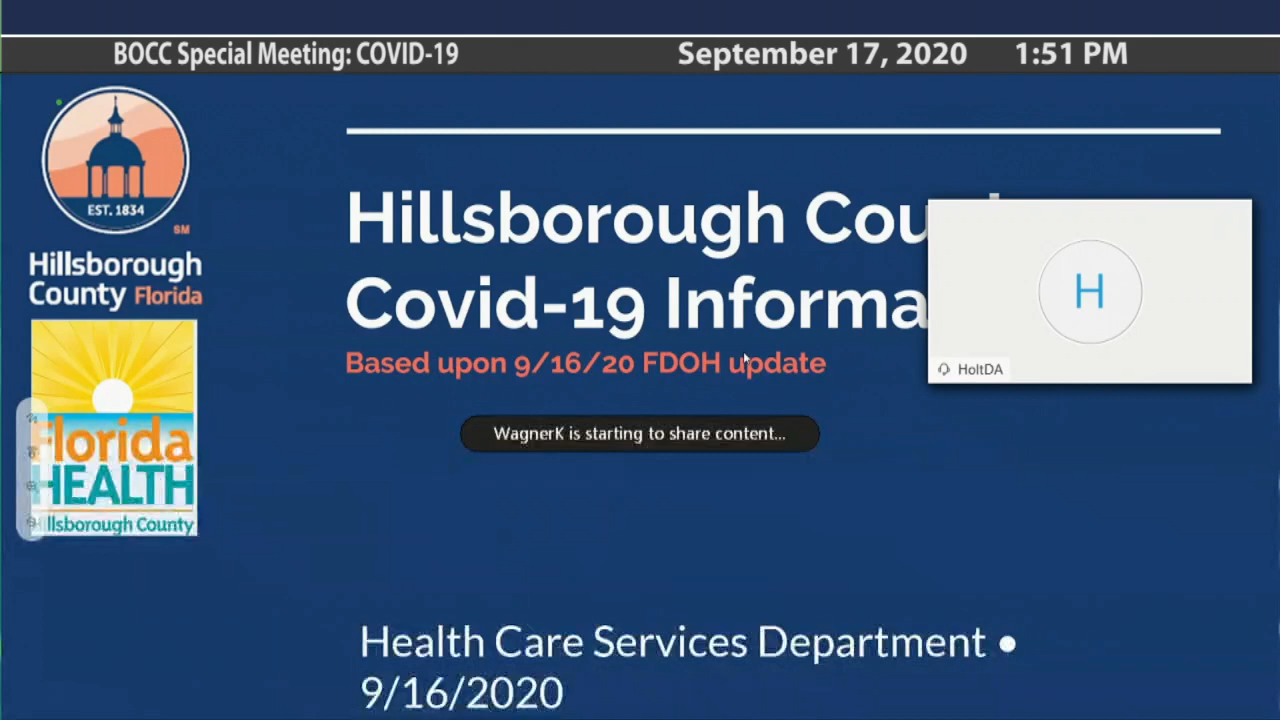 BOCC Special Meeting: COVID-19 September 17, 2020 1:51 PM
EST. 1834
SM
Hillsborough
County Florida
Florida
HEALTH
Hillsborough County
Hillsborough
Covid-19
Based upon 9/16/20 FDOH update
H
HoltDA
WagnerK is starting to share content...
Health Care Services Department •
9/16/2020